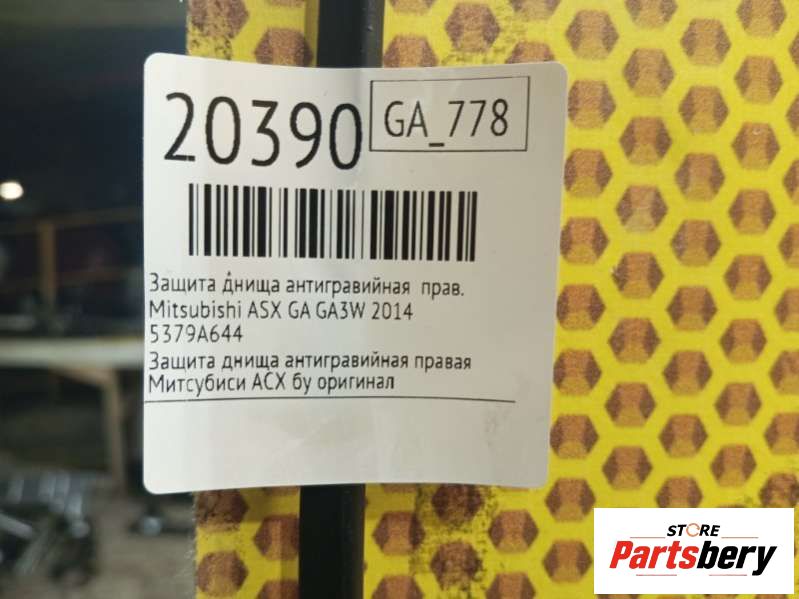 20390 GA_778
Защита днища антигравийная прав.
Mitsubishi ASX GA GA3W 2014
5379A644
Защита днища антигравийная правая
Митсубиси АСХ бу оригинал
STORE
Partsbery